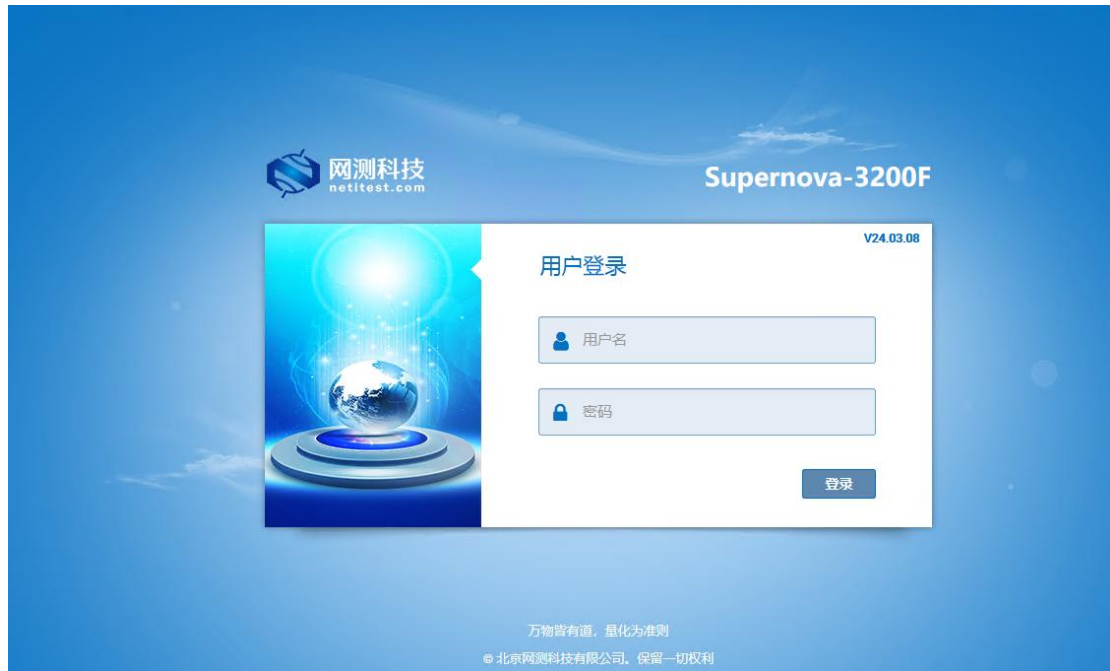 网测科技
netitest.com
Supernova-3200F
V24.03.08
用户登录
用户名
密码
登录
万物皆有道，量化为准则
© 北京网测科技有限公司。保留一切权利